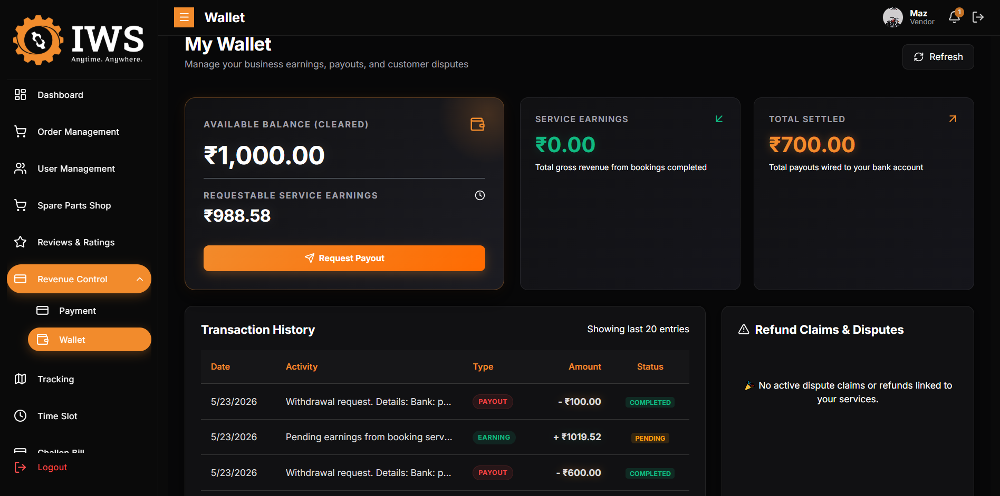 IWS
Anytime. Anywhere.
Dashboard
Order Management
User Management
Spare Parts Shop
Reviews & Ratings
Revenue Control
Payment
Wallet
Tracking
Time Slot
Challon Bill
Logout
Wallet
Maz
Vendor
1
My Wallet
Manage your business earnings, payouts, and customer disputes
Refresh
AVAILABLE BALANCE (CLEARED)
₹1,000.00
REQUESTABLE SERVICE EARNINGS
₹988.58
Request Payout
SERVICE EARNINGS
₹0.00
Total gross revenue from bookings completed
TOTAL SETTLED
₹700.00
Total payouts wired to your bank account
Transaction History
Showing last 20 entries
Date Activity Type Amount Status
5/23/2026 Withdrawal request. Details: Bank: p... PAYOUT - ₹100.00 COMPLETED
5/23/2026 Pending earnings from booking serv... EARNING + ₹1019.52 PENDING
5/23/2026 Withdrawal request. Details: Bank: p... PAYOUT - ₹600.00 COMPLETED
Refund Claims & Disputes
No active dispute claims or refunds linked to
your services.